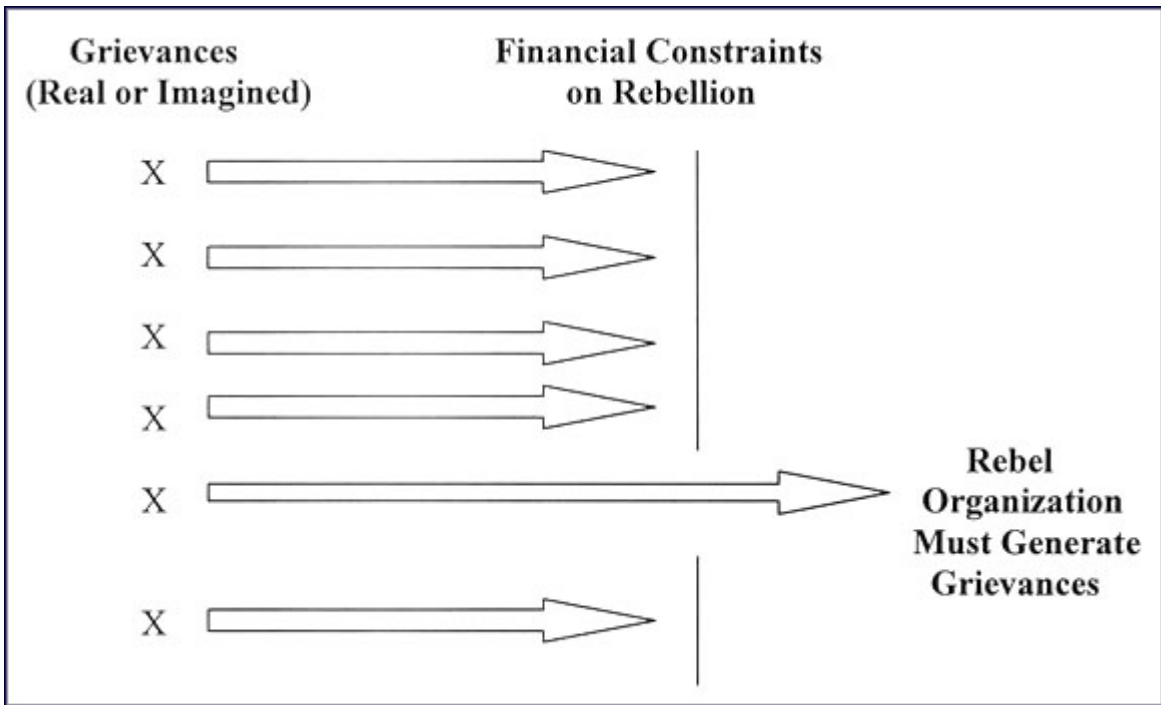 Grievances
(Real or Imagined)
Financial Constraints
on Rebellion
X
X
X
X
X
X
Rebel
Organization
Must Generate
Grievances